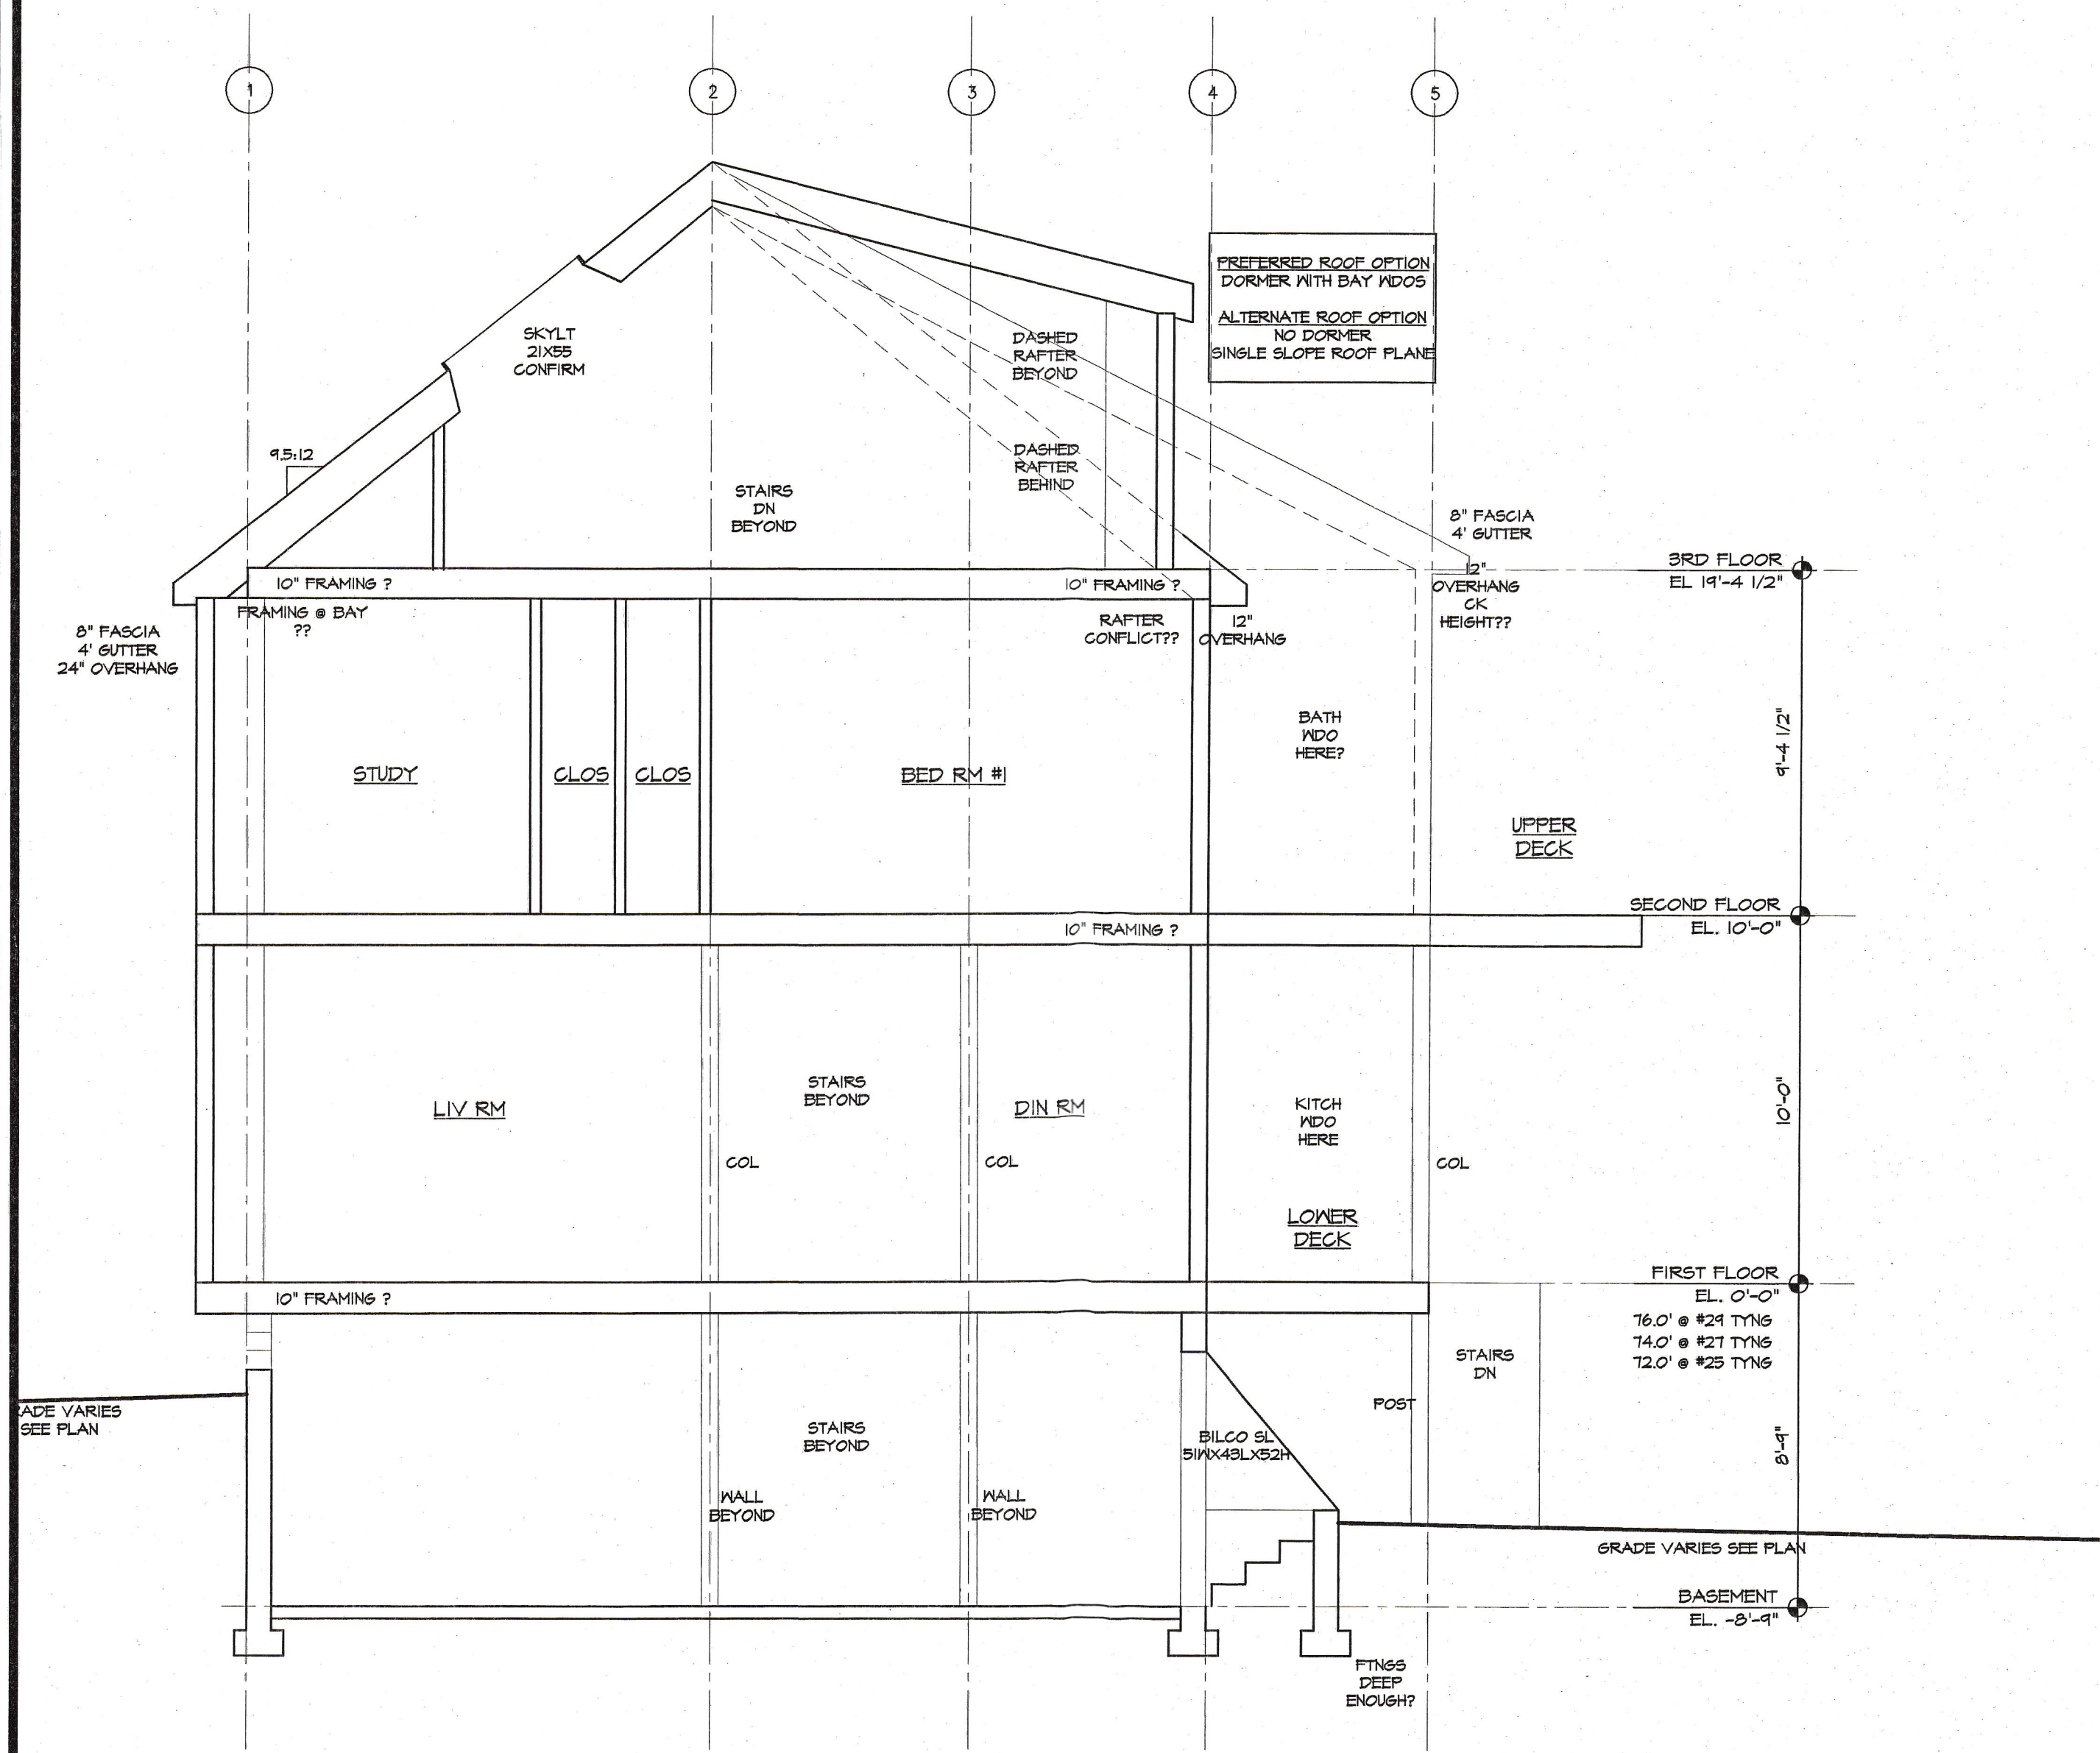 1
2
3
4
5
PREFERRED ROOF OPTION
DORMER WITH BAY WDOS
ALTERNATE ROOF OPTION
NO DORMER
SINGLE SLOPE ROOF PLANE
SKYLT
21X55
CONFIRM
DASHED
RAFTER
BEYOND
9.5:12
DASHED
RAFTER
BEHIND
STAIRS
DN
BEYOND
8" FASCIA
4' GUTTER
12"
OVERHANG
CK
HEIGHT??
3RD FLOOR
EL 19'-4 1/2"
10" FRAMING ?
10" FRAMING ?
FRAMING @ BAY
??
8" FASCIA
4' GUTTER
24" OVERHANG
RAFTER
CONFLICT??
12"
OVERHANG
BATH
WDO
HERE?
9'-4 1/2"
STUDY
CLOS
CLOS
BED RM #1
UPPER
DECK
SECOND FLOOR
EL. 10'-0"
10" FRAMING ?
STAIRS
BEYOND
LIV RM
DIN RM
KITCH
WDO
HERE
10'-0"
COL
COL
COL
LOWER
DECK
FIRST FLOOR
EL. 0'-0"
76.0' @ #29 TYNG
74.0' @ #27 TYNG
72.0' @ #25 TYNG
10" FRAMING ?
STAIRS
DN
POST
RADE VARIES
SEE PLAN
STAIRS
BEYOND
BILCO SL
51WX43LX52H
8'-9"
WALL
BEYOND
WALL
BEYOND
GRADE VARIES SEE PLAN
BASEMENT
EL. -8'-9"
FTNGS
DEEP
ENOUGH?